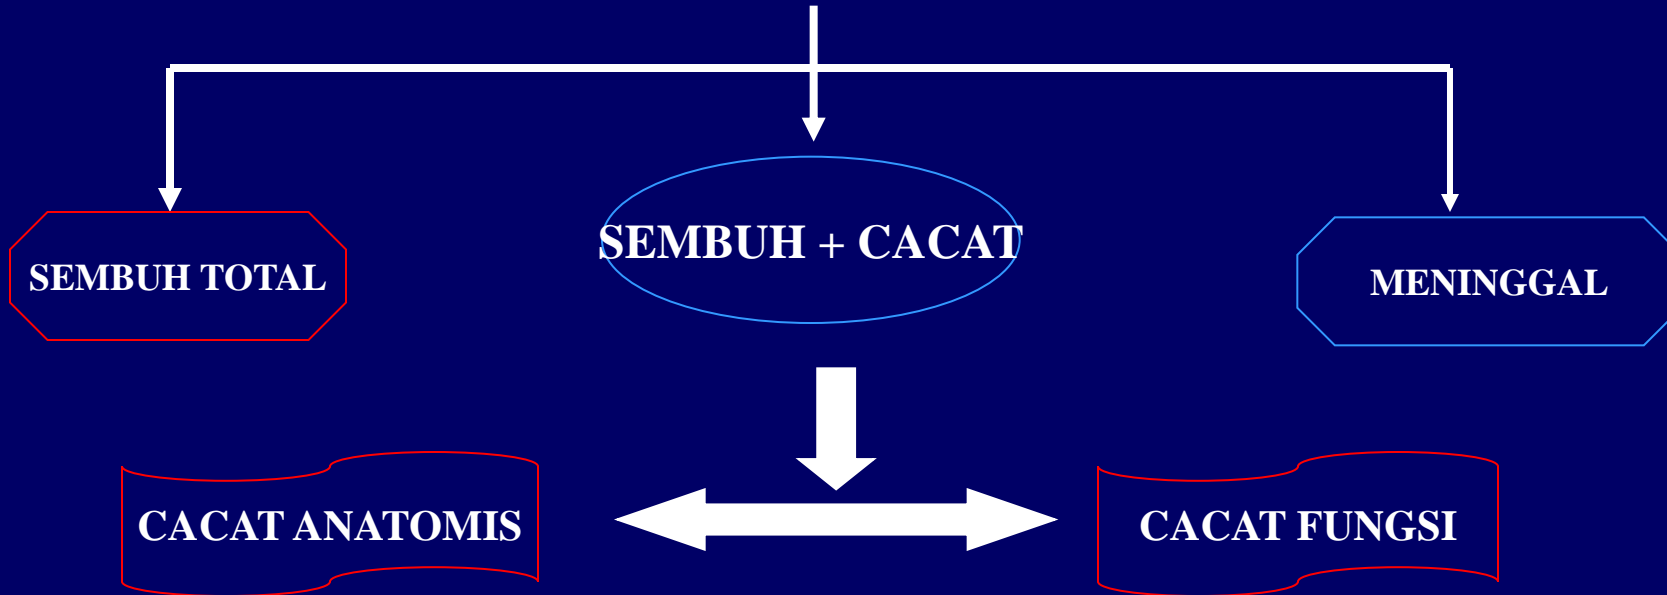 SEMBUH TOTAL
SEMBUH + CACAT
MENINGGAL
CACAT ANATOMIS
CACAT FUNGSI